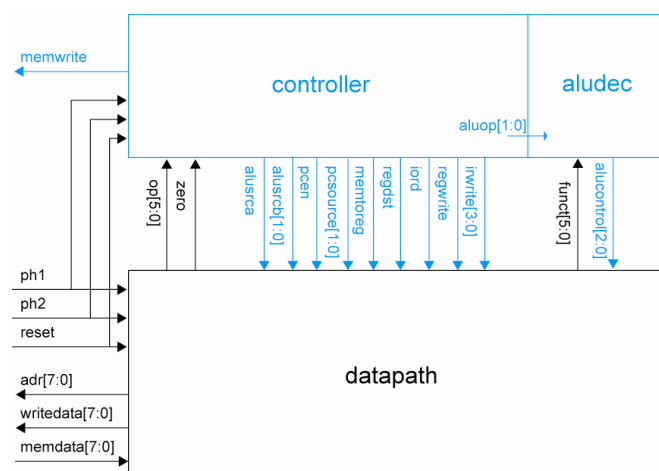 memwrite
controller
aludec
aluop[1:0]
op[5:0]
zero
alusrca
alusrcb[1:0]
pcen
pcsource[1:0]
memtoreg
regdst
iord
regwrite
irwrite[3:0]
funct[5:0]
alucontrol[2:0]
ph1
ph2
reset
datapath
adr[7:0]
writedata[7:0]
memdata[7:0]